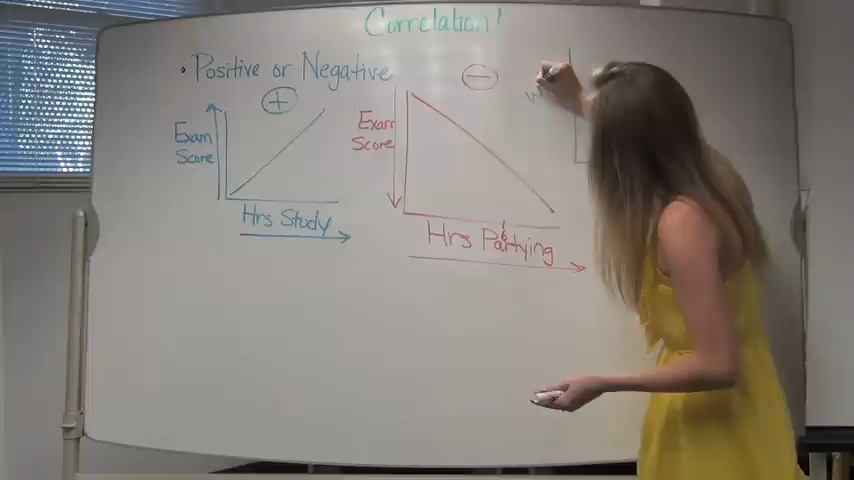 Correlation!
• Positive or Negative
+
Exam
Score
Hrs Study
−
Exam
Score
Hrs Partying